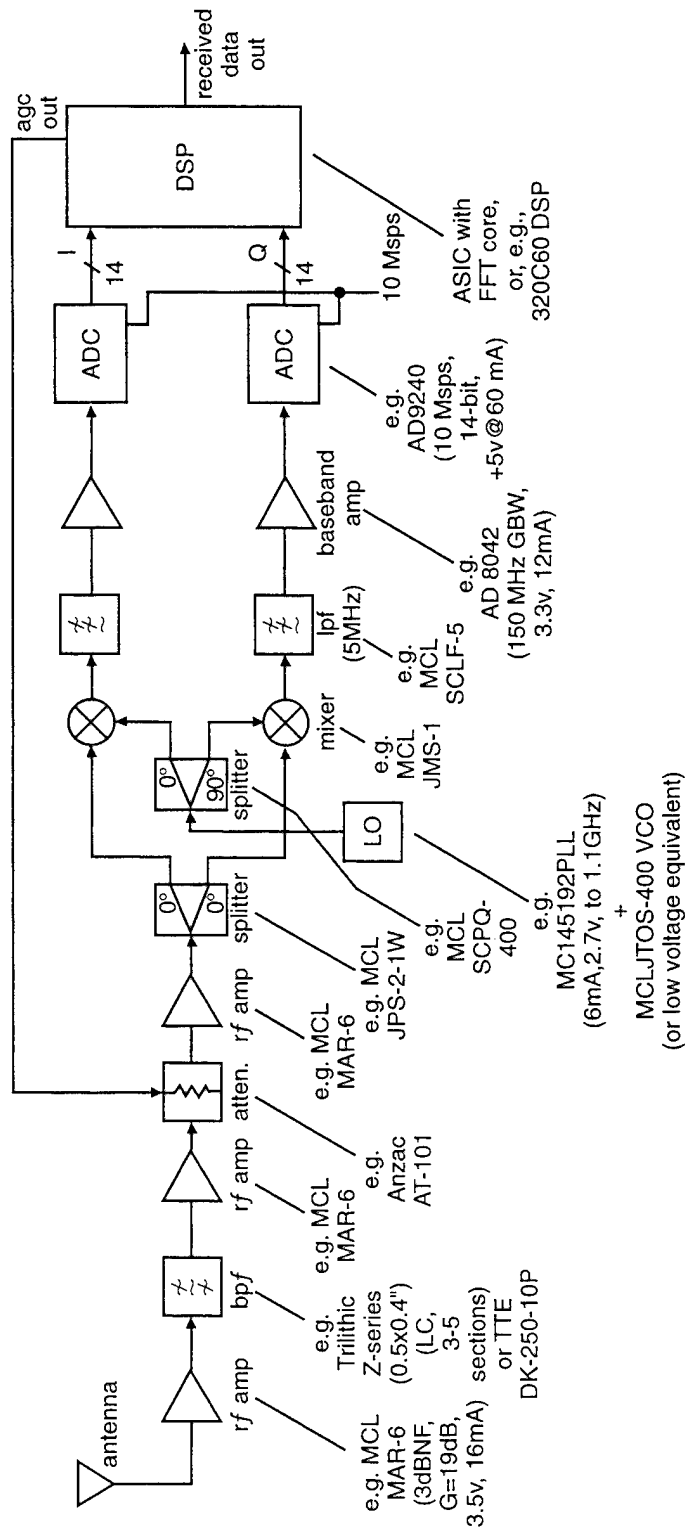 antenna
rf amp
e.g. MCL
MAR-6
(3dBNF,
G=19dB,
3.5v, 16mA)
bpf
e.g.
Trilithic
Z-series
(0.5x0.4")
(LC,
3-5
sections)
or TTE
DK-250-10P
rf amp
e.g. MCL
MAR-6
atten.
e.g.
Anzac
AT-101
rf amp
e.g. MCL
MAR-6
0°
0°
splitter
e.g. MCL
JPS-2-1W
0°
90°
splitter
e.g.
MCL
SCPQ-
400
LO
e.g.
MC145192PLL
(6mA,2.7v, to 1.1GHz)
+
MCLJTOS-400 VCO
(or low voltage equivalent)
mixer
e.g.
MCL
JMS-1
lpf
(5MHz)
e.g.
MCL
SCLF-5
baseband
amp
e.g.
AD 8042
(150 MHz GBW,
3.3v, 12mA)
ADC
ADC
e.g.
AD9240
(10 Msps,
14-bit,
+5v@60 mA)
I
14
Q
14
10 Msps
DSP
ASIC with
FFT core,
or, e.g.,
320C60 DSP
agc
out
received
data
out